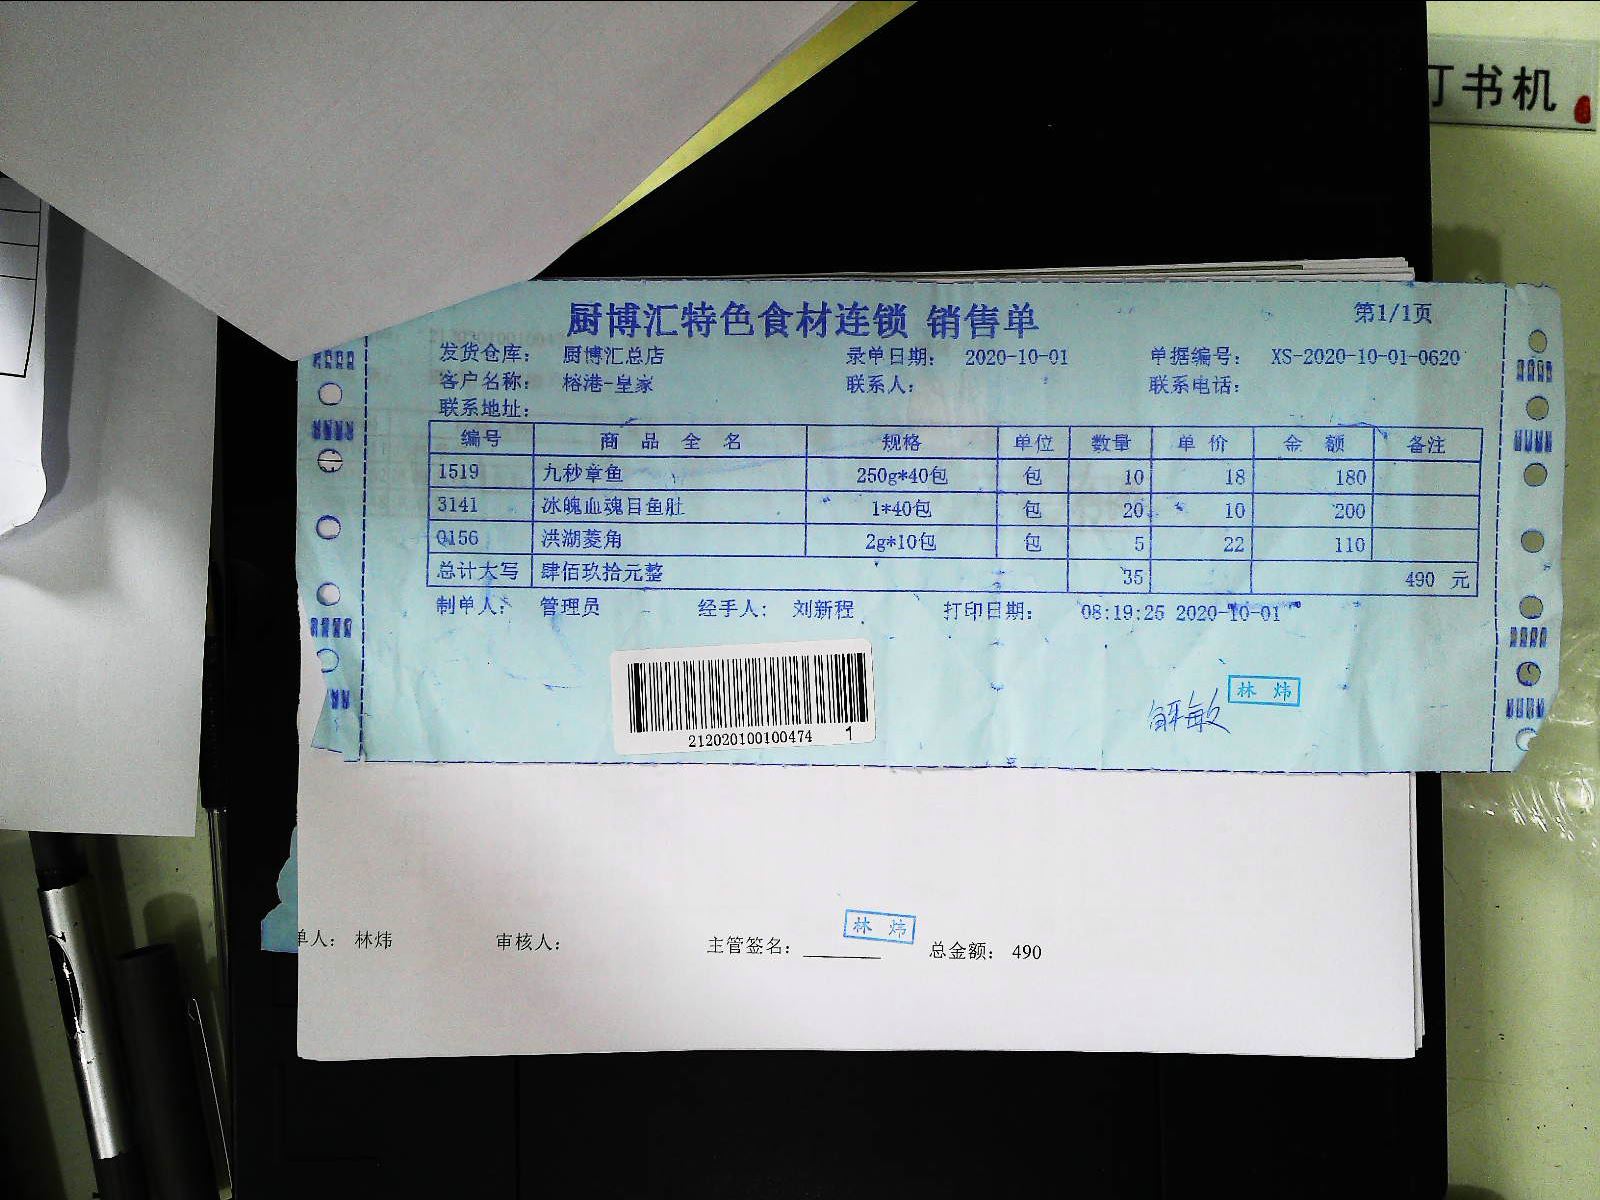 订书机
厨博汇特色食材连锁 销售单 第1/1页
发货仓库: 厨博汇总店 录单日期: 2020-10-01 单据编号: XS-2020-10-01-0620
客户名称: 榕港-皇家 联系人: 联系电话:
联系地址:
编号 商 品 全 名 规格 单位 数量 单 价 金 额 备注
1519 九秒章鱼 250g*40包 包 10 18 180
3141 冰魄血魂目鱼肚 1*40包 包 20 10 200
0156 洪湖菱角 2g*10包 包 5 22 110
总计大写 肆佰玖拾元整 35 490 元
制单人: 管理员 经手人: 刘新程 打印日期: 08:19:25 2020-10-01
林 炜
212020100100474 1
林 炜
单人: 林炜 审核人: 主管签名: 总金额: 490